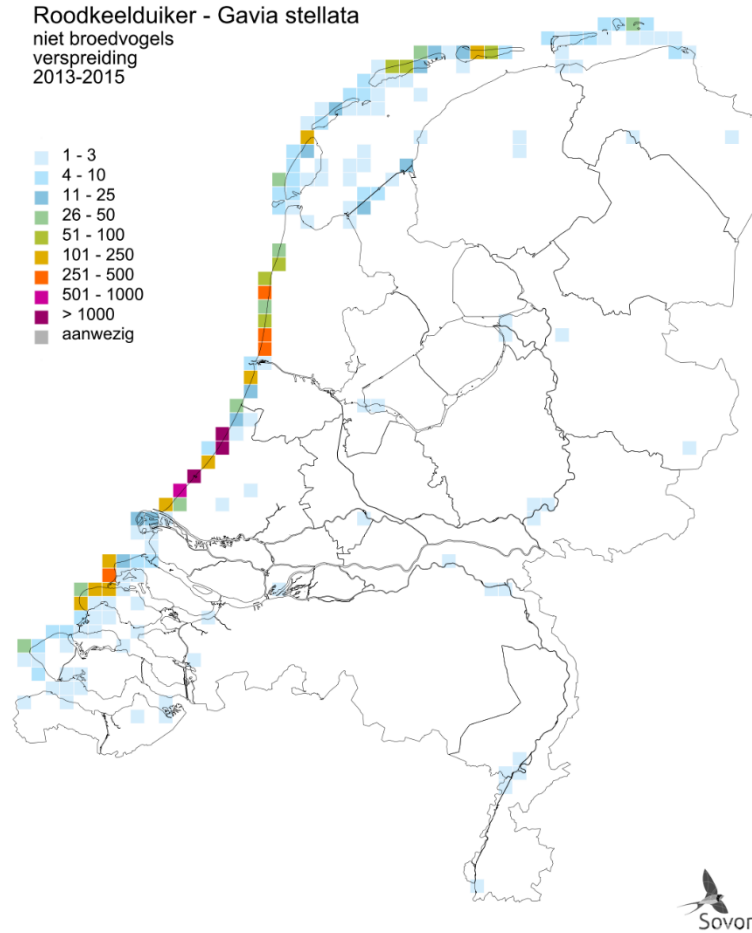 Roodkeelduiker - Gavia stellata
niet broedvogels
verspreiding
2013-2015
1 - 3
4 - 10
11 - 25
26 - 50
51 - 100
101 - 250
251 - 500
501 - 1000
> 1000
aanwezig
Sovon